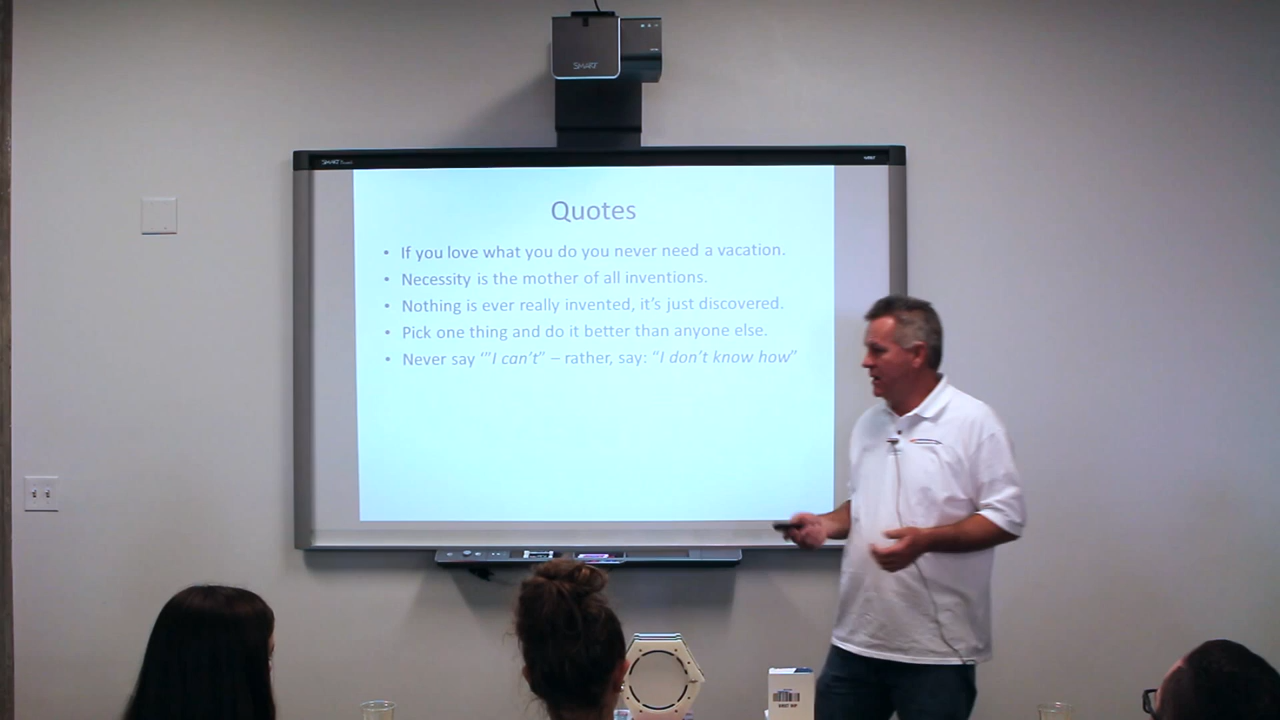 SMART
SMART
Quotes
• If you love what you do you never need a vacation.
• Necessity is the mother of all inventions.
• Nothing is ever really invented, it's just discovered.
• Pick one thing and do it better than anyone else.
• Never say '"I can't" – rather, say: "I don't know how"